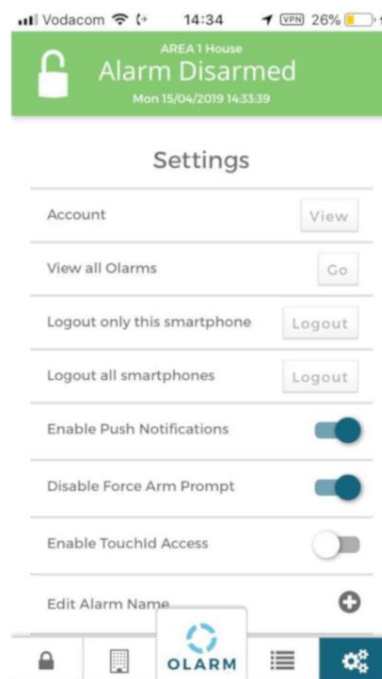 Vodacom 14:34 VPN 26%
AREA 1 House
Alarm Disarmed
Mon 15/04/2019 14:33:39
Settings
Account View
View all Olarms Go
Logout only this smartphone Logout
Logout all smartphones Logout
Enable Push Notifications
Disable Force Arm Prompt
Enable TouchId Access
Edit Alarm Name
OLARM